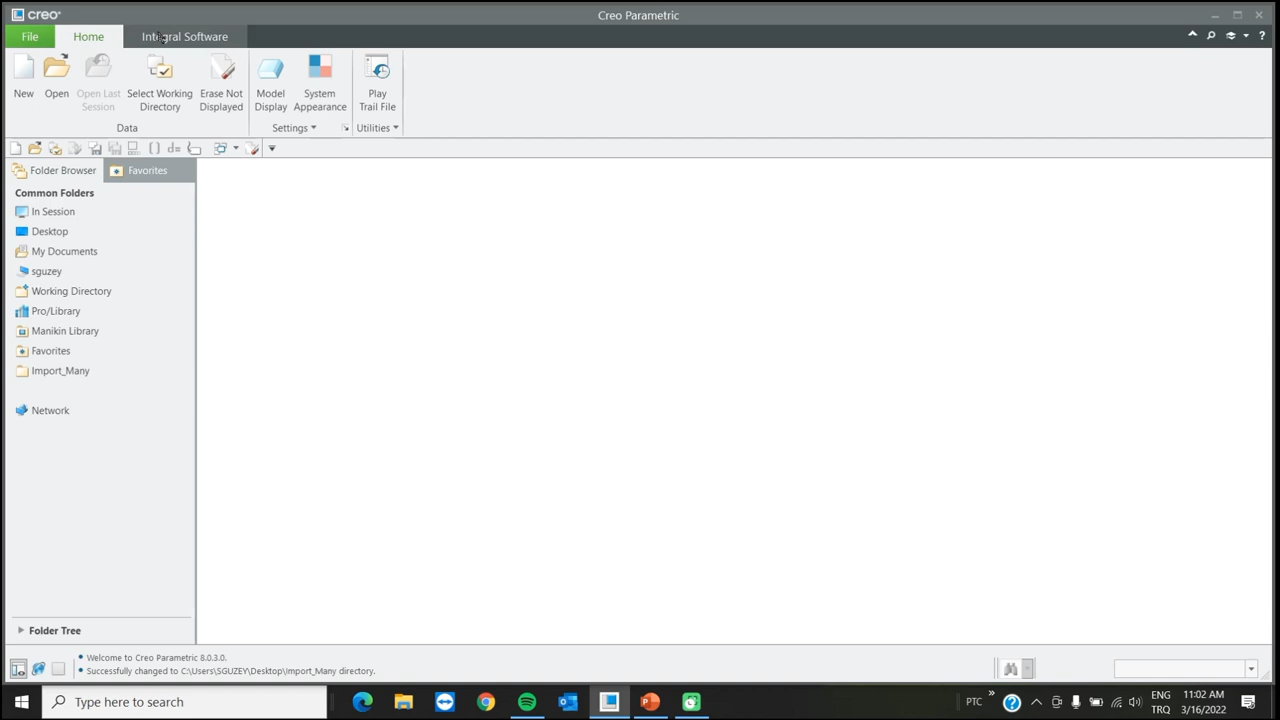 creo®
Creo Parametric
File
Home
Integral Software
New
Open
Open Last
Session
Select Working
Directory
Erase Not
Displayed
Model
Display
System
Appearance
Play
Trail File
Data
Settings
Utilities
Folder Browser
Favorites
Common Folders
In Session
Desktop
My Documents
sguzey
Working Directory
Pro/Library
Manikin Library
Favorites
Import_Many
Network
Folder Tree
• Welcome to Creo Parametric 8.0.3.0.
• Successfully changed to C:\Users\SGUZEY\Desktop\Import_Many directory.
Type here to search
PTC
ENG
TRQ
11:02 AM
3/16/2022